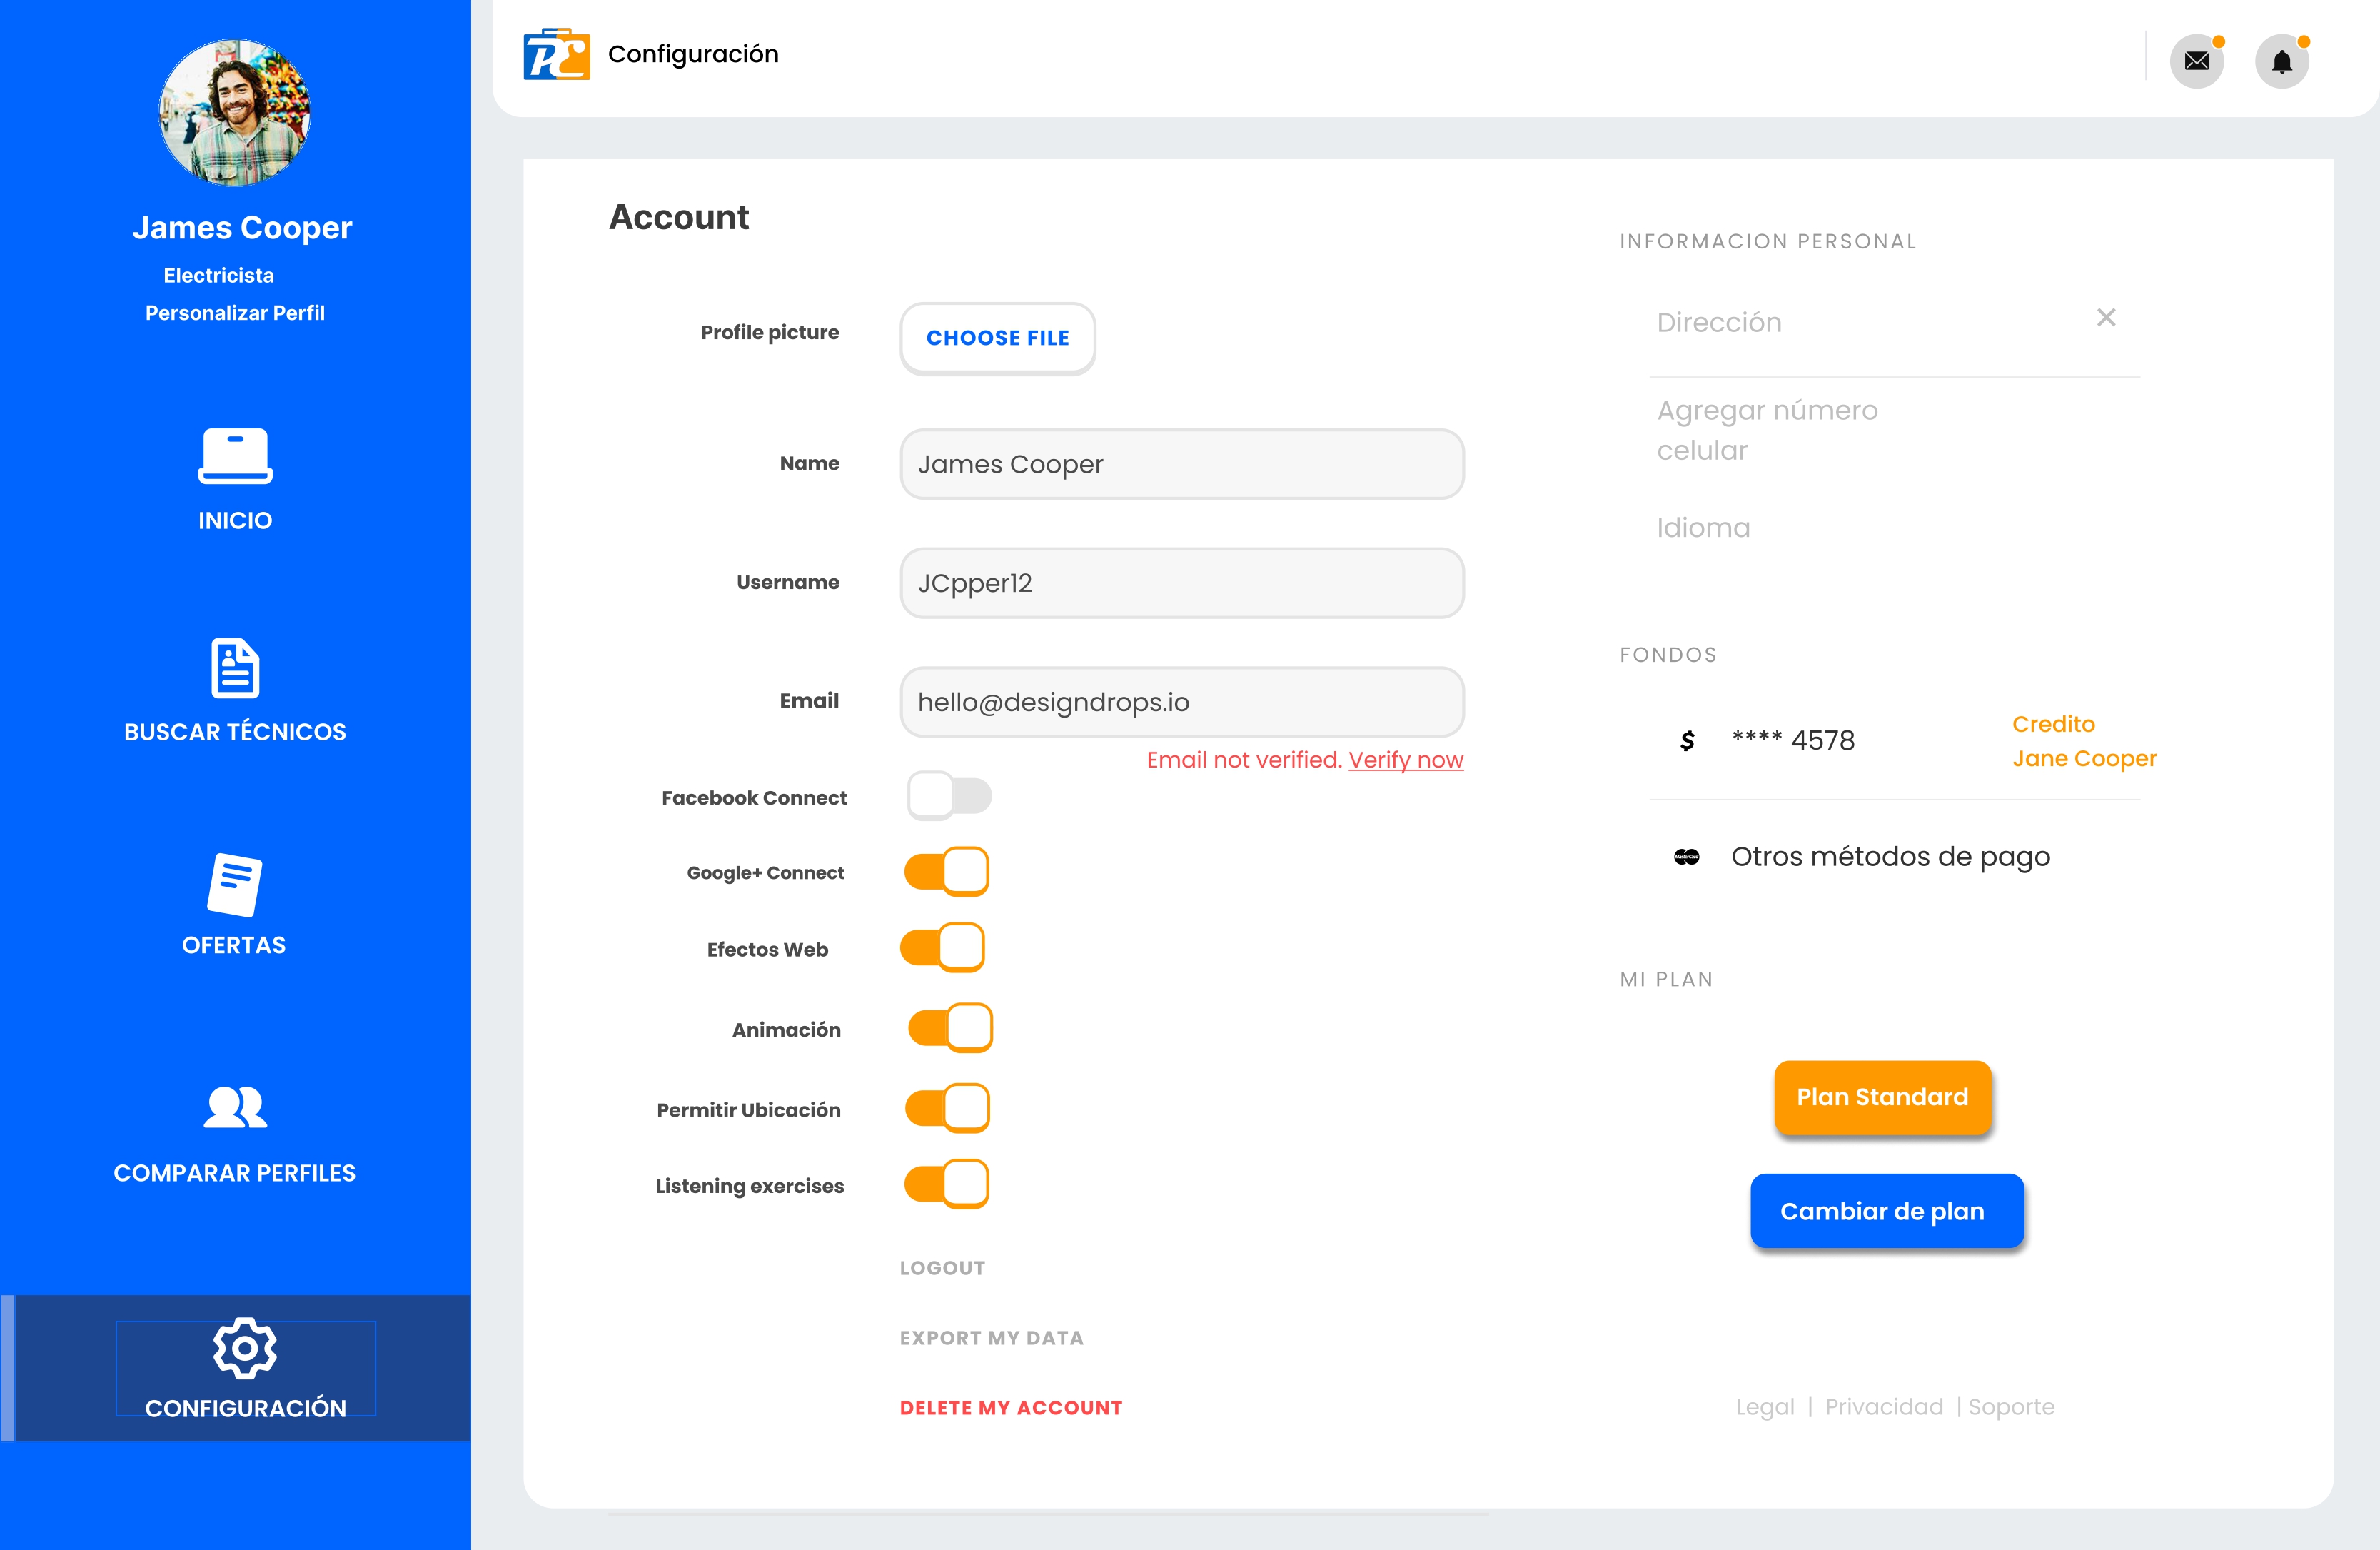 James Cooper
Electricista
Personalizar Perfil
INICIO
BUSCAR TÉCNICOS
OFERTAS
COMPARAR PERFILES
CONFIGURACIÓN
Configuración
Account
Profile picture
CHOOSE FILE
Name
James Cooper
Username
JCpper12
Email
hello@designdrops.io
Email not verified. Verify now
Facebook Connect
Google+ Connect
Efectos Web
Animación
Permitir Ubicación
Listening exercises
LOGOUT
EXPORT MY DATA
DELETE MY ACCOUNT
INFORMACION PERSONAL
Dirección
Agregar número
celular
Idioma
FONDOS
$ **** 4578
Credito
Jane Cooper
MasterCard
Otros métodos de pago
MI PLAN
Plan Standard
Cambiar de plan
Legal | Privacidad | Soporte